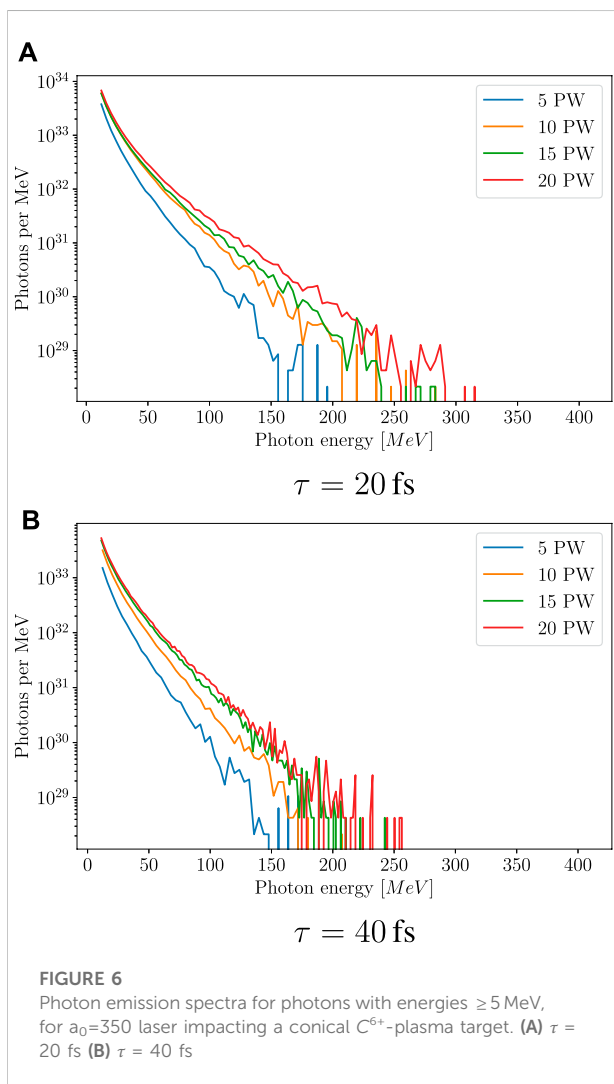 A
10^34
10^33
10^32
10^31
10^30
10^29
Photons per MeV
5 PW
10 PW
15 PW
20 PW
0 50 100 150 200 250 300 350 400
Photon energy [MeV]
τ = 20 fs
B
10^33
10^32
10^31
10^30
10^29
Photons per MeV
5 PW
10 PW
15 PW
20 PW
0 50 100 150 200 250 300 350 400
Photon energy [MeV]
τ = 40 fs
FIGURE 6
Photon emission spectra for photons with energies ≥5 MeV,
for a₀=350 laser impacting a conical C⁶⁺-plasma target. (A) τ =
20 fs (B) τ = 40 fs